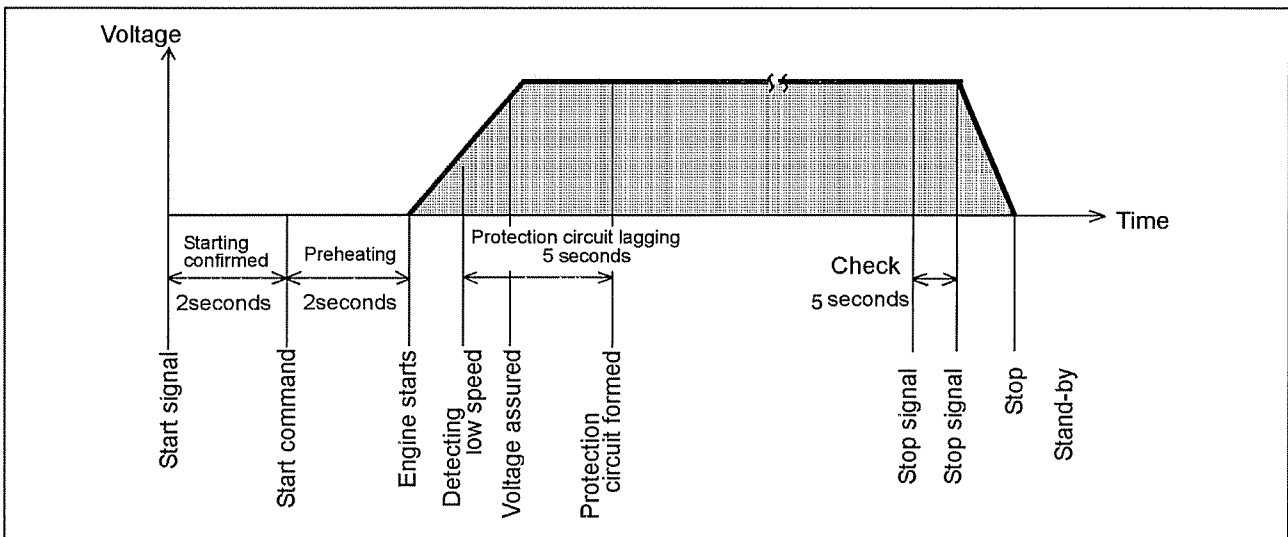 Voltage
Time
Starting
confirmed
2seconds
Preheating
2seconds
Protection circuit lagging
5 seconds
Check
5 seconds
Start signal
Start command
Engine starts
Detecting
low speed
Voltage assured
Protection
circuit formed
Stop signal
Stop signal
Stop
Stand-by